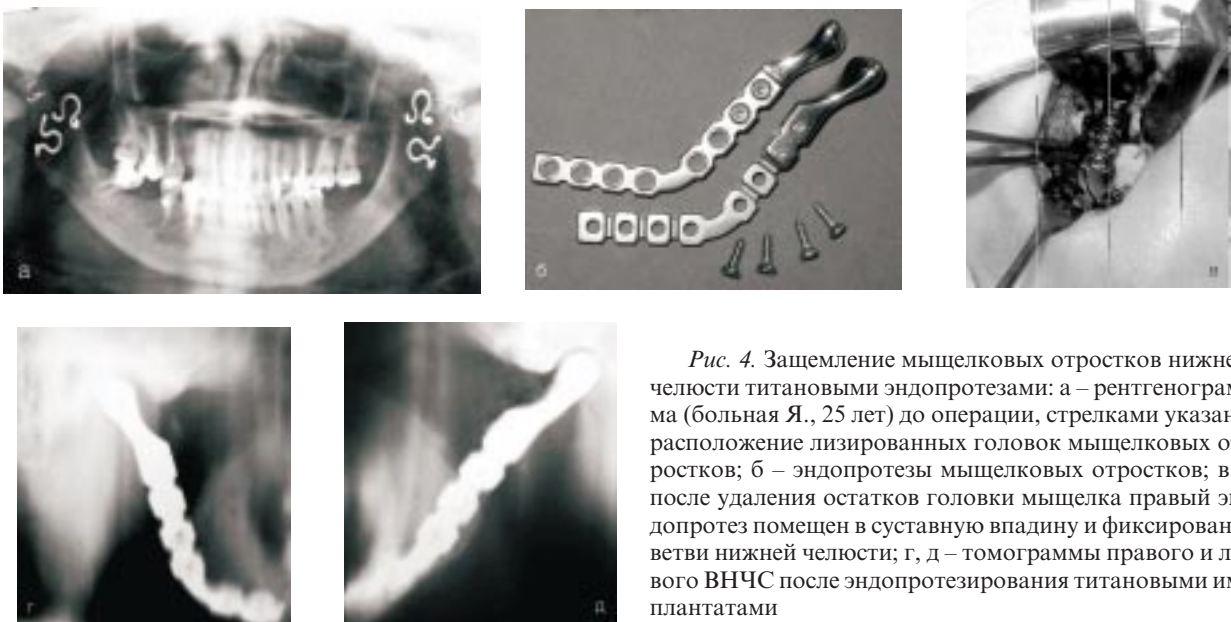 а
б
в
г
д
Рис. 4. Защемление мыщелковых отростков нижне
челюсти титановыми эндопротезами: а – рентгенограм
ма (больная Я., 25 лет) до операции, стрелками указан
расположение лизированных головок мыщелковых о
ростков; б – эндопротезы мыщелковых отростков; в
после удаления остатков головки мыщелка правый э
допротез помещен в суставную впадину и фиксирован
ветви нижней челюсти; г, д – томограммы правого и л
вого ВНЧС после эндопротезирования титановыми им
плантатами